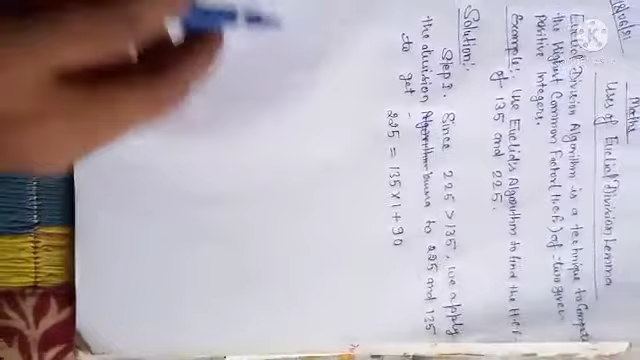 Maths
Uses of Euclid Division Lemma
Euclid Division Algorithm is a technique to Compute
the Highest Common Factor (H.C.F) of two given
positive integers.
Example:. Use Euclid's Algorithm to find the H.C.F
of 135 and 225.
Solution:.
Step 1. Since 225 > 135, we apply
the division lemma to 225 and 135
to get
225 = 135 x 1 + 90